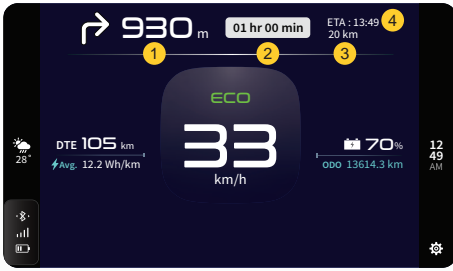 930 m
01 hr 00 min
ETA : 13:49
20 km
4
1
2
3
ECO
33
km/h
DTE 105 km
Avg. 12.2 Wh/km
70%
ODO 13614.3 km
28°
12
49
AM